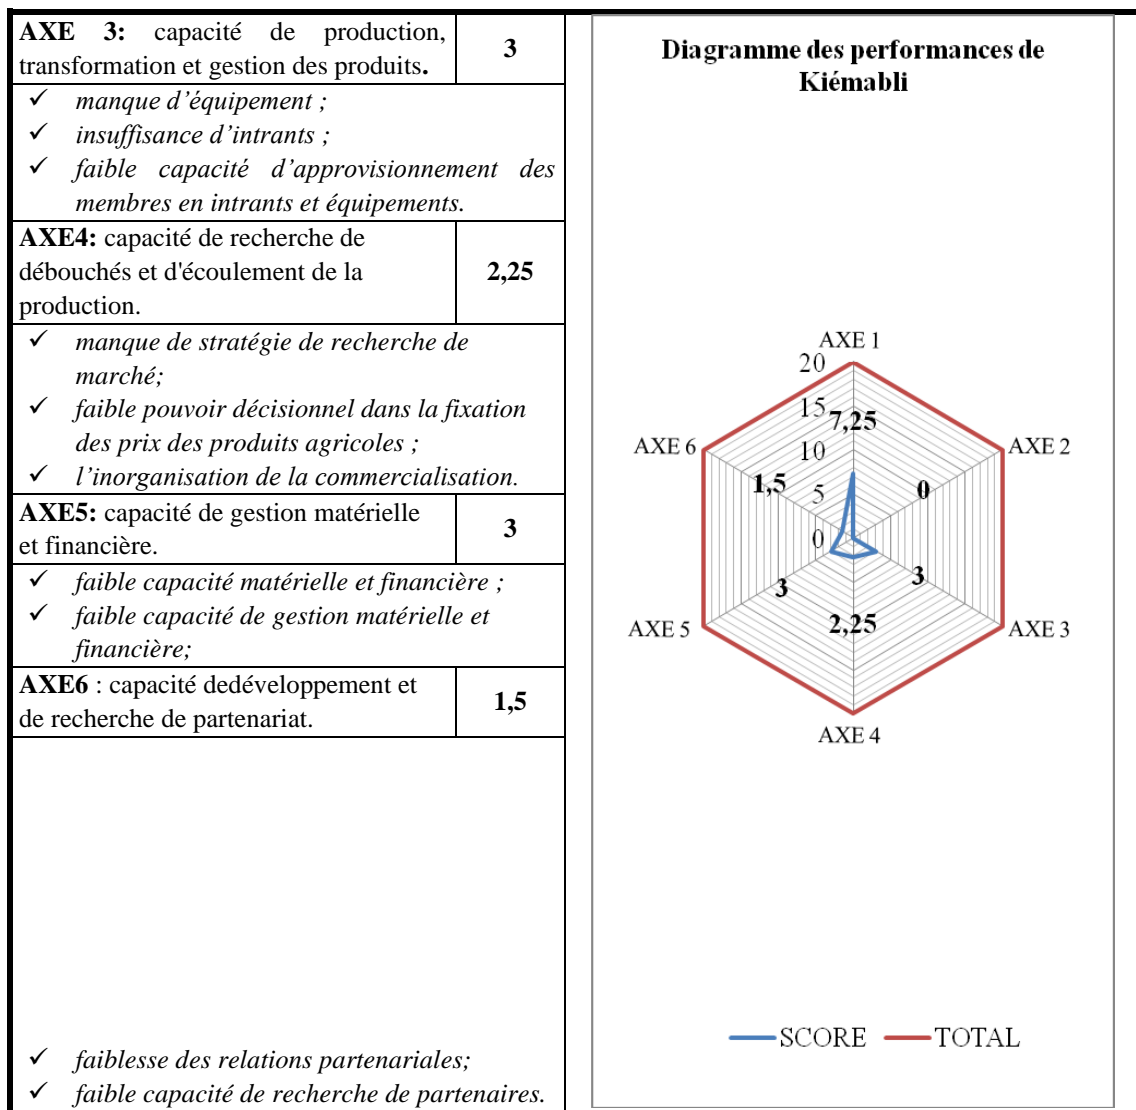 AXE 3: capacité de production,
transformation et gestion des produits.
3
✓ manque d’équipement ;
✓ insuffisance d’intrants ;
✓ faible capacité d’approvisionnement des
membres en intrants et équipements.
AXE4: capacité de recherche de
débouchés et d'écoulement de la
production.
2,25
✓ manque de stratégie de recherche de
marché;
✓ faible pouvoir décisionnel dans la fixation
des prix des produits agricoles ;
✓ l’inorganisation de la commercialisation.
AXE5: capacité de gestion matérielle
et financière.
3
✓ faible capacité matérielle et financière ;
✓ faible capacité de gestion matérielle et
financière;
AXE6 : capacité dedéveloppement et
de recherche de partenariat.
1,5
✓ faiblesse des relations partenariales;
✓ faible capacité de recherche de partenaires.
Diagramme des performances de
Kiémabli
AXE 1
20
15
7,25
10
AXE 6
AXE 2
1,5
5
0
0
3
3
2,25
AXE 5
AXE 3
AXE 4
SCORE
TOTAL